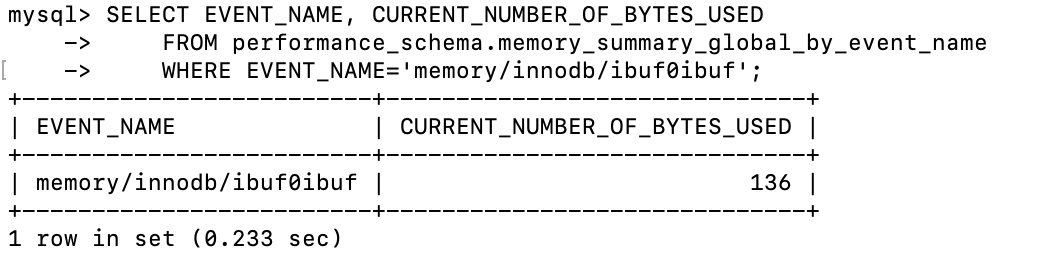 mysql> SELECT EVENT_NAME, CURRENT_NUMBER_OF_BYTES_USED
    ->     FROM performance_schema.memory_summary_global_by_event_name
[   ->     WHERE EVENT_NAME='memory/innodb/ibuf0ibuf';
+-------------------------+------------------------------+
| EVENT_NAME              | CURRENT_NUMBER_OF_BYTES_USED |
+-------------------------+------------------------------+
| memory/innodb/ibuf0ibuf |                          136 |
+-------------------------+------------------------------+
1 row in set (0.233 sec)